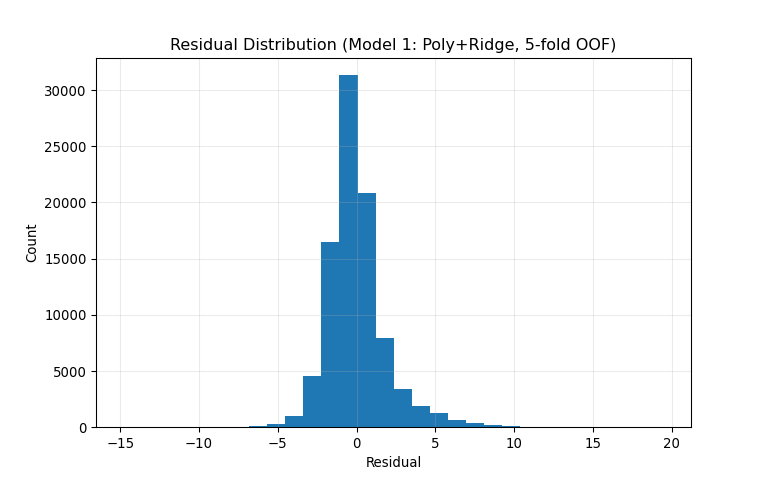 Residual Distribution (Model 1: Poly+Ridge, 5-fold OOF)
30000
25000
20000
15000
10000
5000
0
Count
−15 −10 −5 0 5 10 15 20
Residual